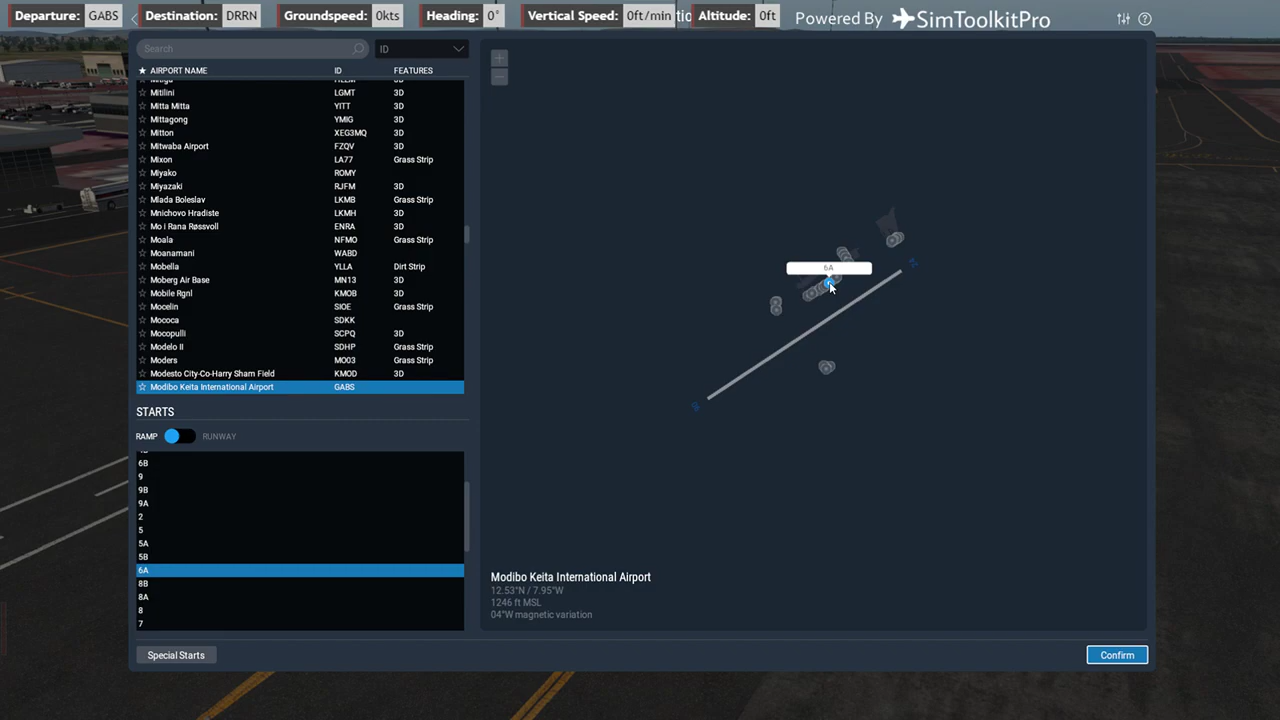 Departure: GABS Destination: DRRN Groundspeed: 0kts Heading: 0° Vertical Speed: 0ft/min Altitude: 0ft Powered By SimToolkitPro
Search ID
AIRPORT NAME ID FEATURES
Mitilini LGMT 3D
Mitta Mitta YITT 3D
Mittagong YMIG 3D
Mitton XEG3MQ 3D
Mitwaba Airport FZQV 3D
Mixon LA77 Grass Strip
Miyako ROMY
Miyazaki RJFM 3D
Mlada Boleslav LKMB Grass Strip
Mnichovo Hradiste LKMH 3D
Mo i Rana Røssvoll ENRA 3D
Moala NFMO Grass Strip
Moanamani WABD
Mobella YLLA Dirt Strip
Moberg Air Base MN13 3D
Mobile Rgnl KMOB 3D
Mocelin SIOE Grass Strip
Mococa SDKK
Mocopulli SCPQ 3D
Modelo II SDHP Grass Strip
Moders MO03 Grass Strip
Modesto City-Co-Harry Sham Field KMOD 3D
Modibo Keita International Airport GABS
STARTS
RAMP RUNWAY
6B
9
9B
9A
2
5
5A
5B
6A
8B
8A
8
7
Special Starts
6A
Modibo Keita International Airport
12.53°N / 7.95°W
1246 ft MSL
04°W magnetic variation
Confirm